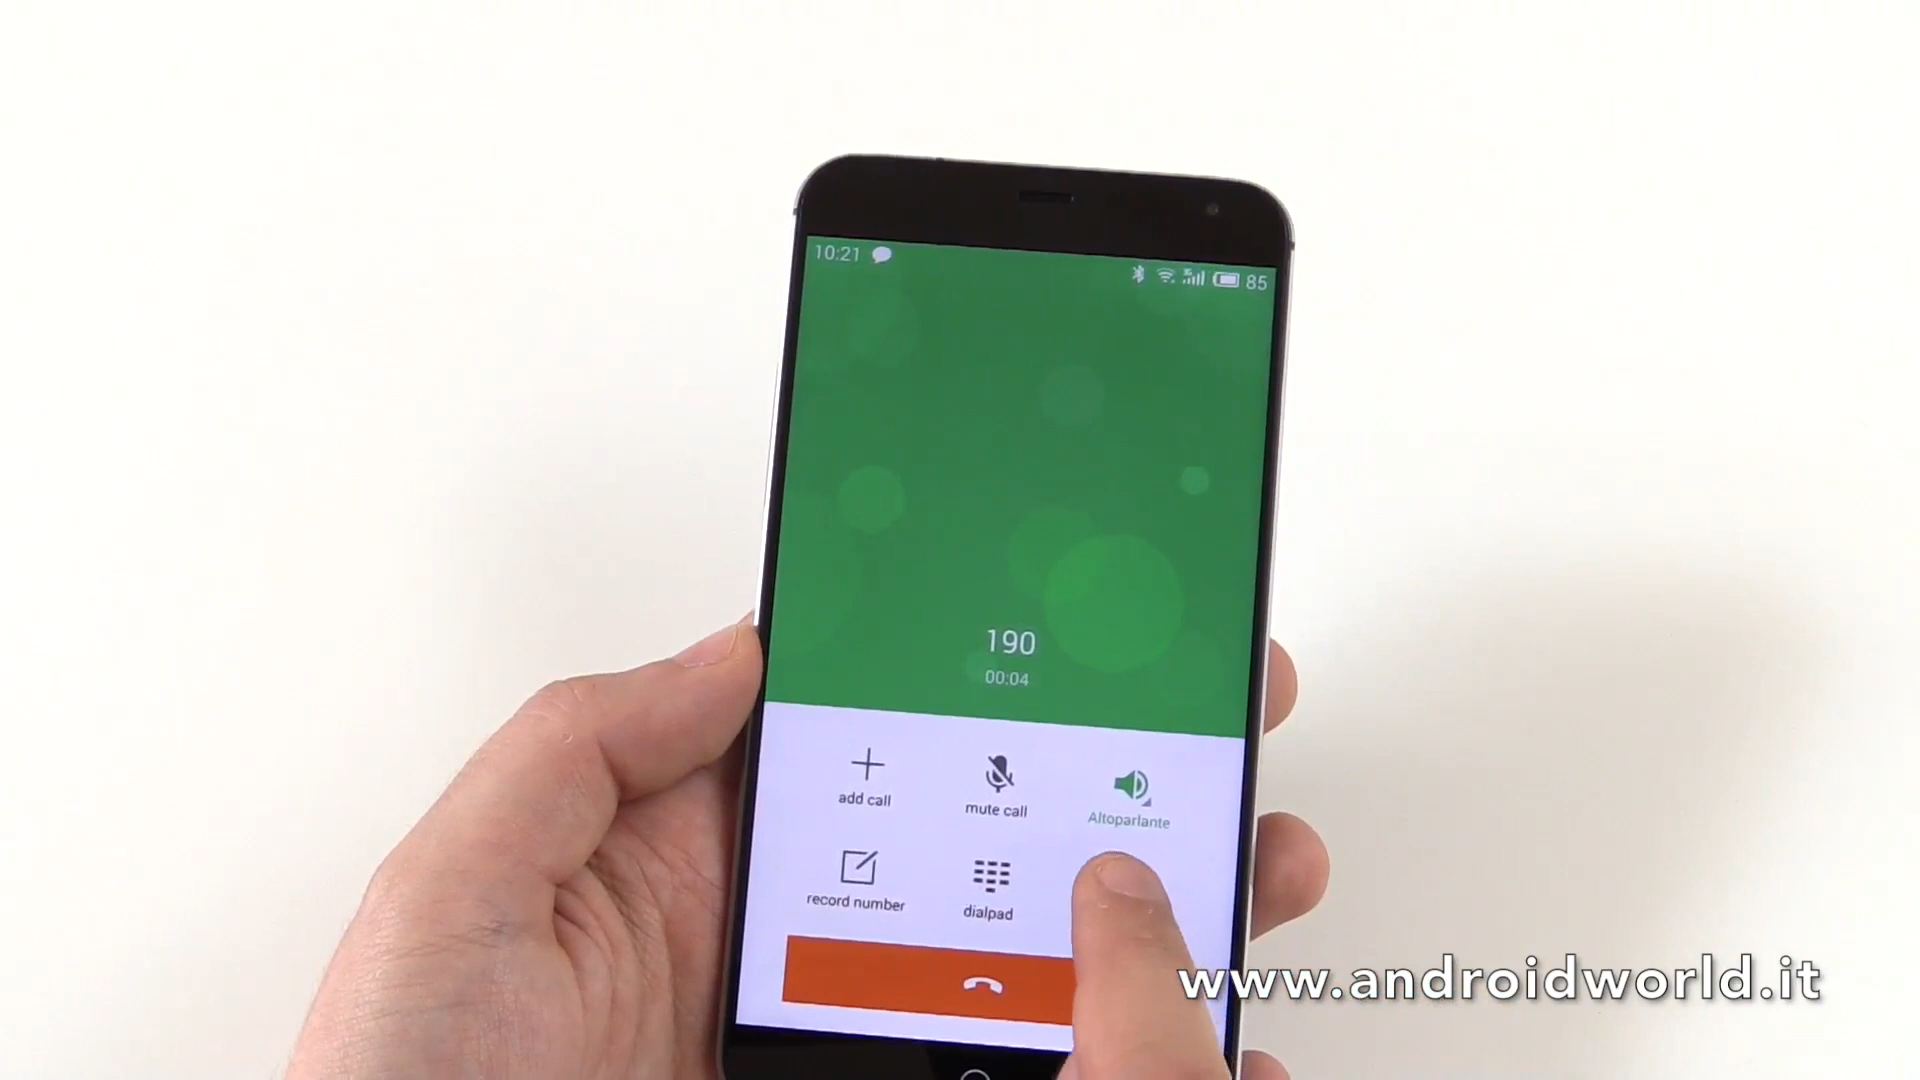 10:21
85
190
00:04
add call
mute call
Altoparlante
record number
dialpad
www.androidworld.it